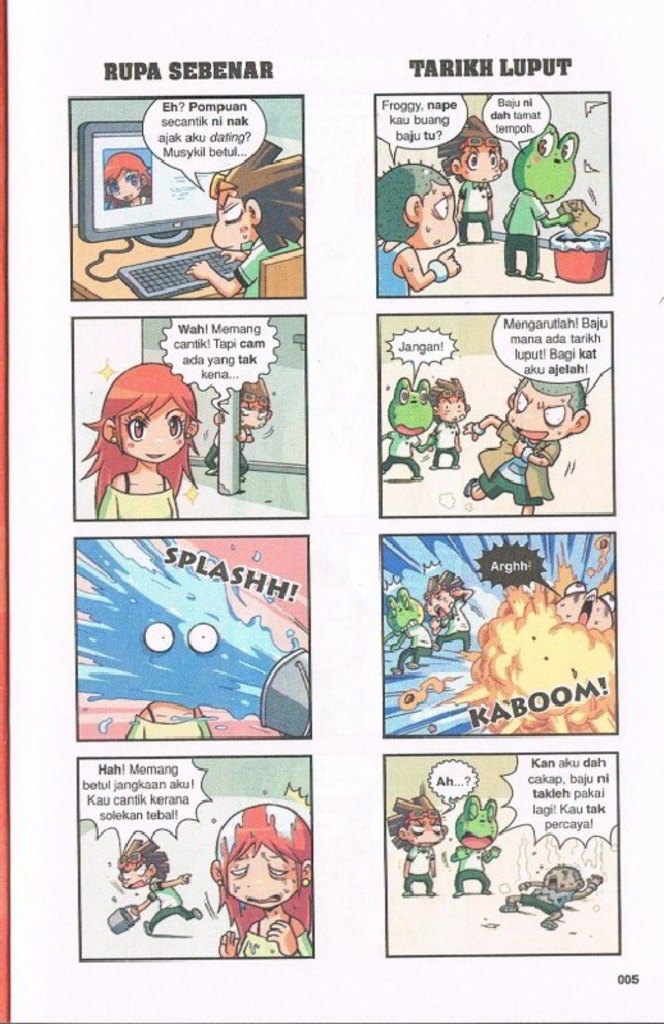 RUPA SEBENAR
Eh? Pompuan
secantik ni nak
ajak aku dating?
Musykil betul...
Wah! Memang
cantik! Tapi cam
ada yang tak
kena...
SPLASHH!
Hah! Memang
betul jangkaan aku!
Kau cantik kerana
solekan tebal!
TARIKH LUPUT
Froggy, nape
kau buang
baju tu?
Baju ni
dah tamat
tempoh.
Jangan!
Mengarutlah! Baju
mana ada tarikh
luput! Bagi kat
aku ajelah!
Arghh!
KABOOM!
Ah...?
Kan aku dah
cakap, baju ni
takleh pakai
lagi! Kau tak
percaya!
005